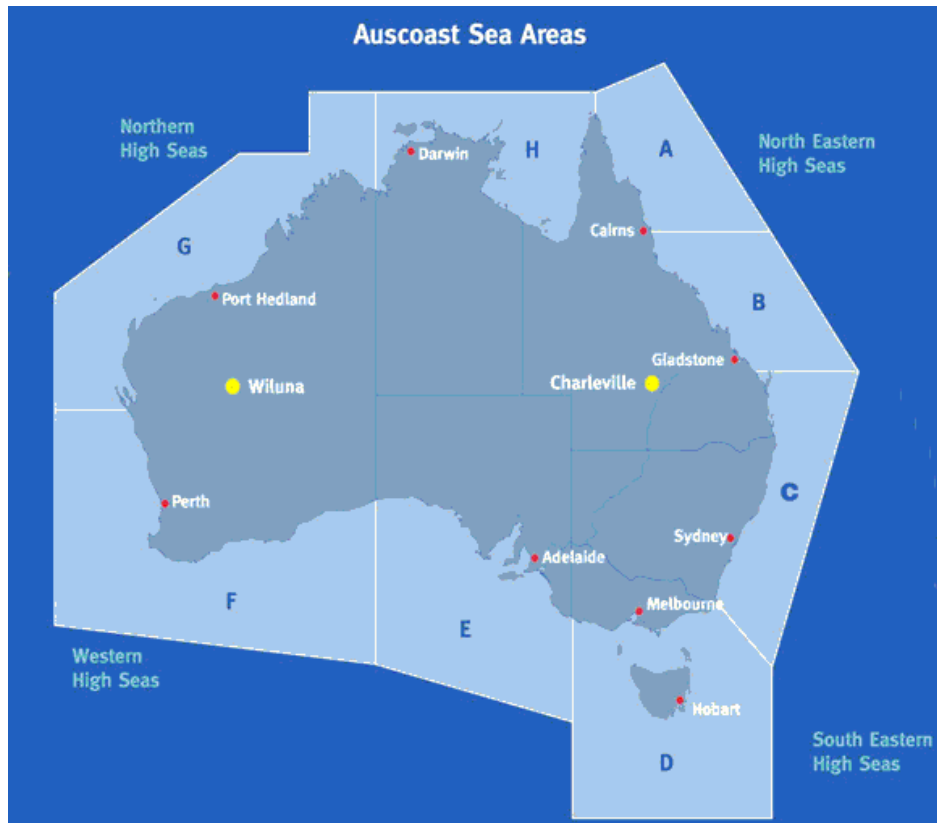 Auscoast Sea Areas
Northern
High Seas
Darwin
H
A
North Eastern
High Seas
Cairns
G
Port Hedland
B
Gladstone
Wiluna
Charleville
C
Perth
Sydney
Adelaide
F
E
Melbourne
Western
High Seas
Hobart
D
South Eastern
High Seas